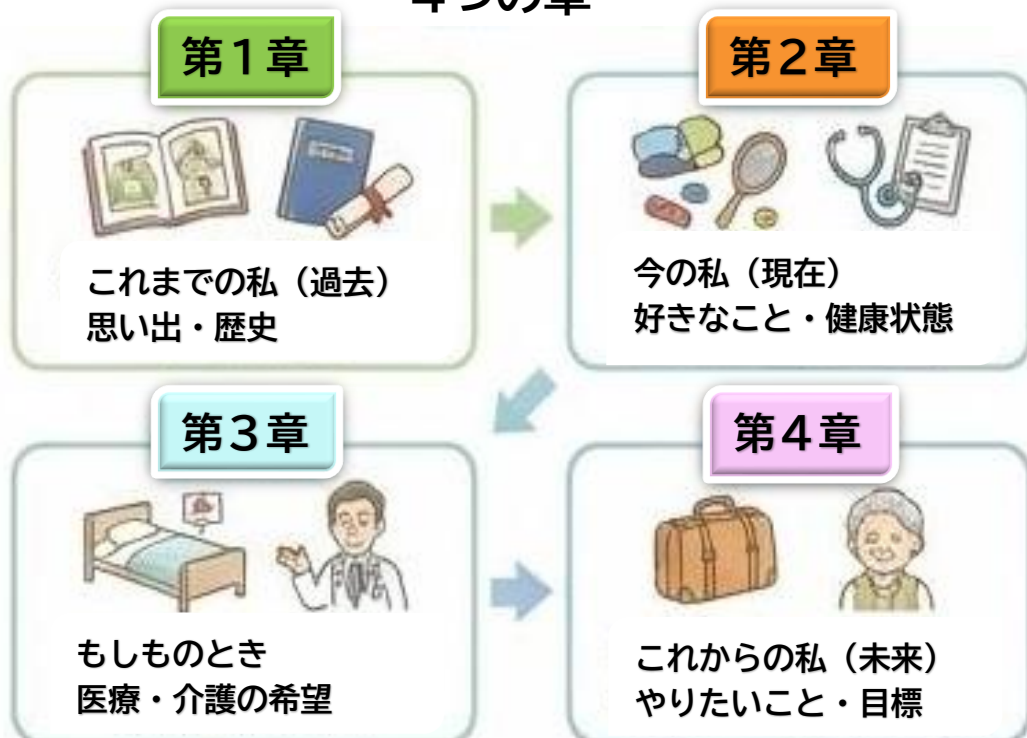 4つの章
第1章
これまでの私（過去）
思い出・歴史
第2章
今の私（現在）
好きなこと・健康状態
第3章
もしものとき
医療・介護の希望
第4章
これからの私（未来）
やりたいこと・目標